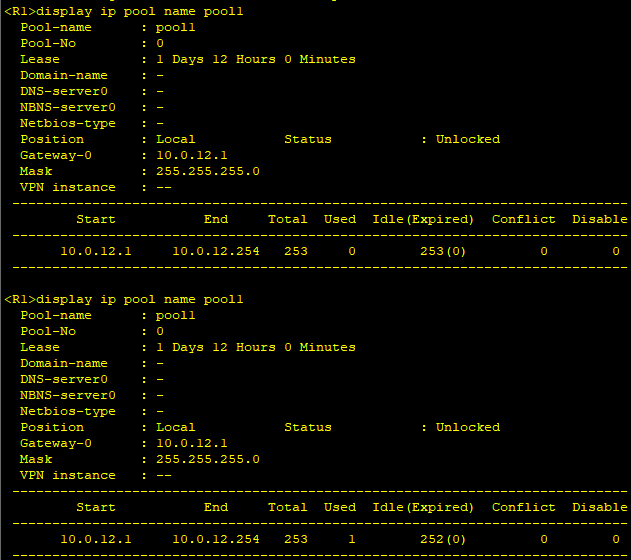 <R1>display ip pool name pool1
Pool-name : pool1
Pool-No : 0
Lease : 1 Days 12 Hours 0 Minutes
Domain-name : -
DNS-server0 : -
NBNS-server0 : -
Netbios-type : -
Position : Local Status : Unlocked
Gateway-0 : 10.0.12.1
Mask : 255.255.255.0
VPN instance : --
-----------------------------------------------------------------------------
Start End Total Used Idle(Expired) Conflict Disable
-----------------------------------------------------------------------------
10.0.12.1 10.0.12.254 253 0 253(0) 0 0
-----------------------------------------------------------------------------
<R1>display ip pool name pool1
Pool-name : pool1
Pool-No : 0
Lease : 1 Days 12 Hours 0 Minutes
Domain-name : -
DNS-server0 : -
NBNS-server0 : -
Netbios-type : -
Position : Local Status : Unlocked
Gateway-0 : 10.0.12.1
Mask : 255.255.255.0
VPN instance : --
-----------------------------------------------------------------------------
Start End Total Used Idle(Expired) Conflict Disable
-----------------------------------------------------------------------------
10.0.12.1 10.0.12.254 253 1 252(0) 0 0
-----------------------------------------------------------------------------